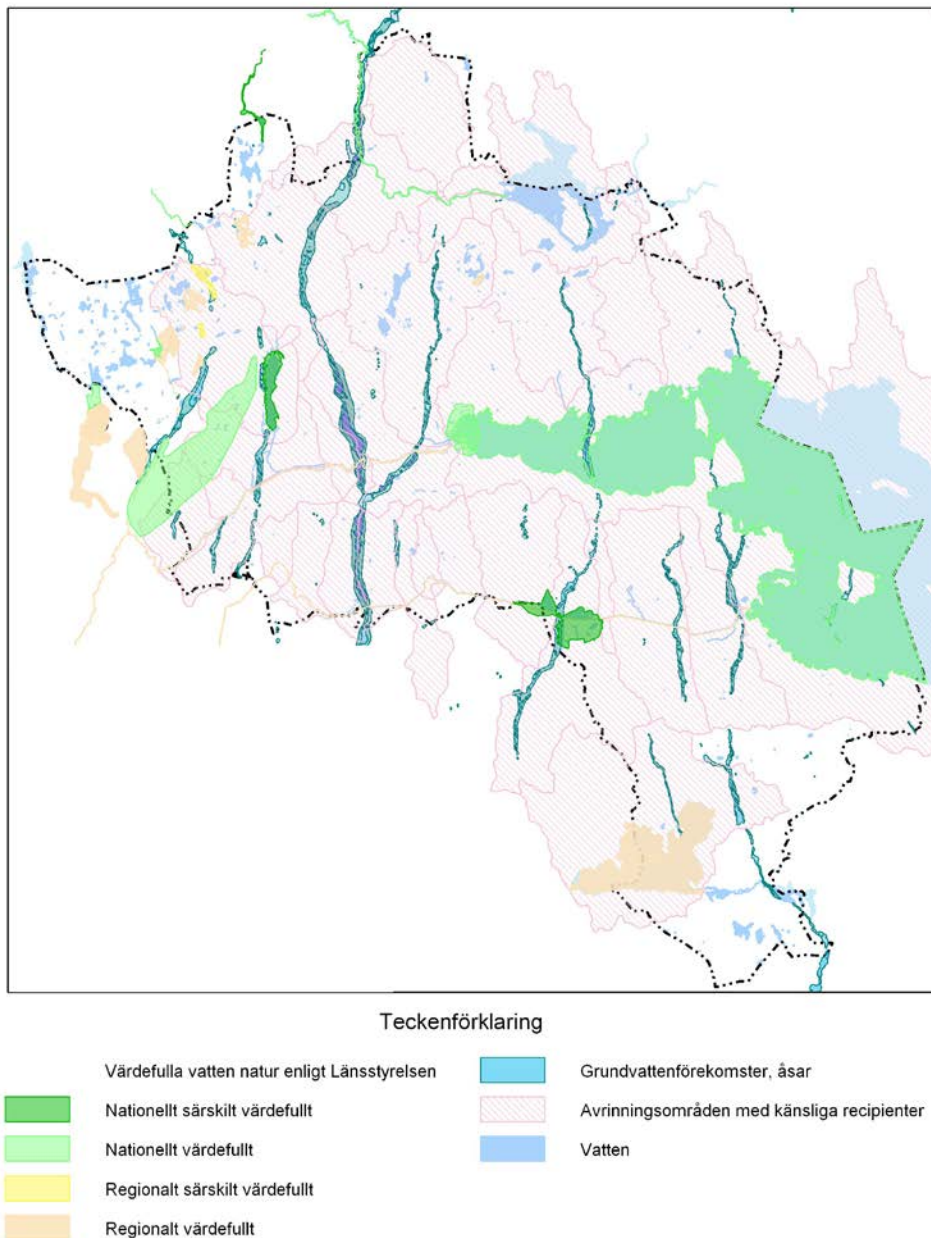 Teckenförklaring
Värdefulla vatten natur enligt Länsstyrelsen
Nationellt särskilt värdefullt
Nationellt värdefullt
Regionalt särskilt värdefullt
Regionalt värdefullt
Grundvattenförekomster, åsar
Avrinningsområden med känsliga recipienter
Vatten